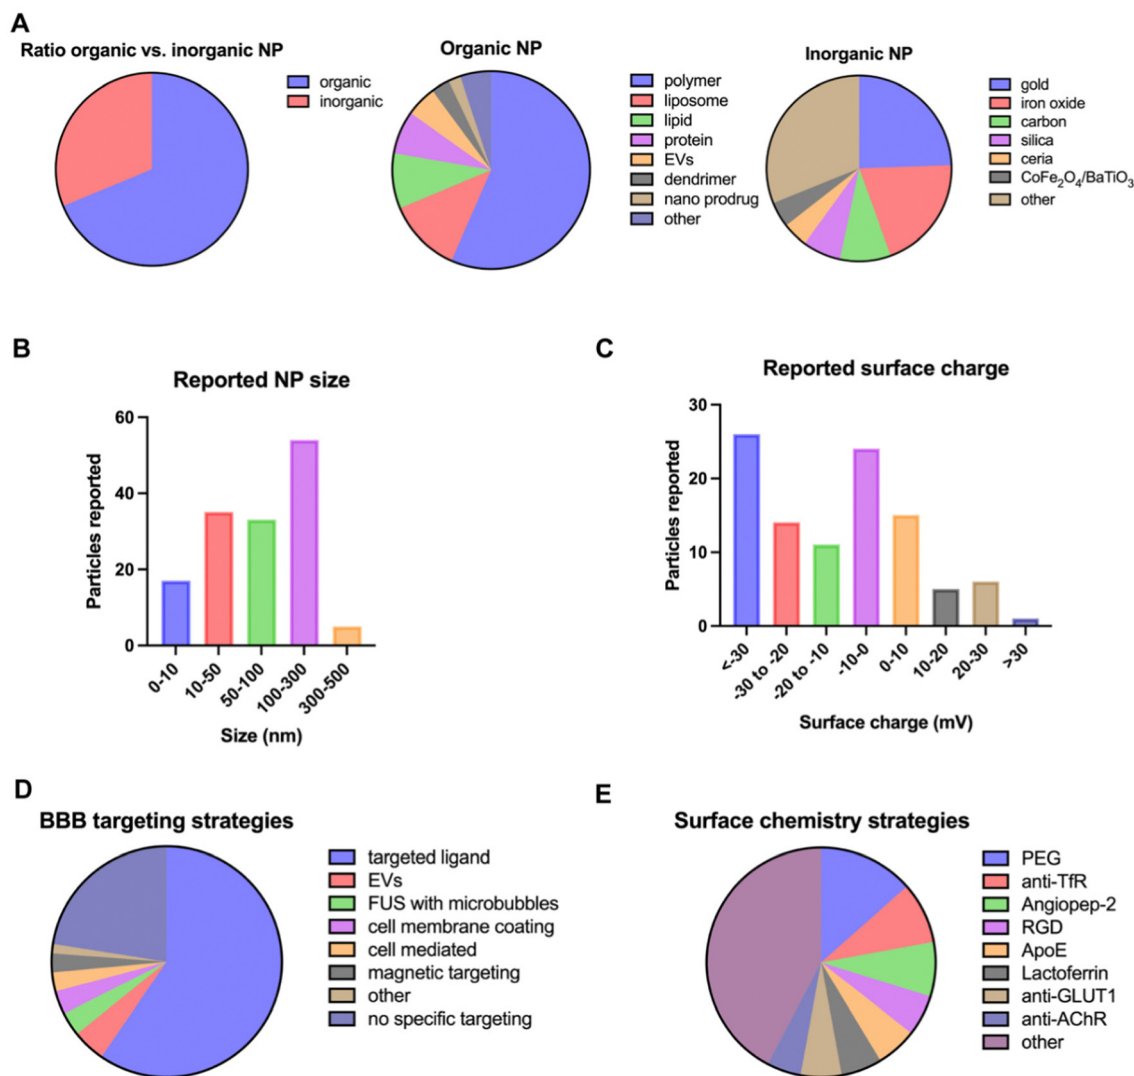 A
Ratio organic vs. inorganic NP
organic
inorganic
Organic NP
polymer
liposome
lipid
protein
EVs
dendrimer
nano prodrug
other
Inorganic NP
gold
iron oxide
carbon
silica
ceria
CoFe₂O₄/BaTiO₃
other
B
Reported NP size
Particles reported
60
40
20
0
0-10
10-50
50-100
100-300
300-500
Size (nm)
C
Reported surface charge
Particles reported
30
20
10
0
<-30
-30 to -20
-20 to -10
-10-0
0-10
10-20
20-30
>30
Surface charge (mV)
D
BBB targeting strategies
targeted ligand
EVs
FUS with microbubbles
cell membrane coating
cell mediated
magnetic targeting
other
no specific targeting
E
Surface chemistry strategies
PEG
anti-TfR
Angiopep-2
RGD
ApoE
Lactoferrin
anti-GLUT1
anti-AChR
other